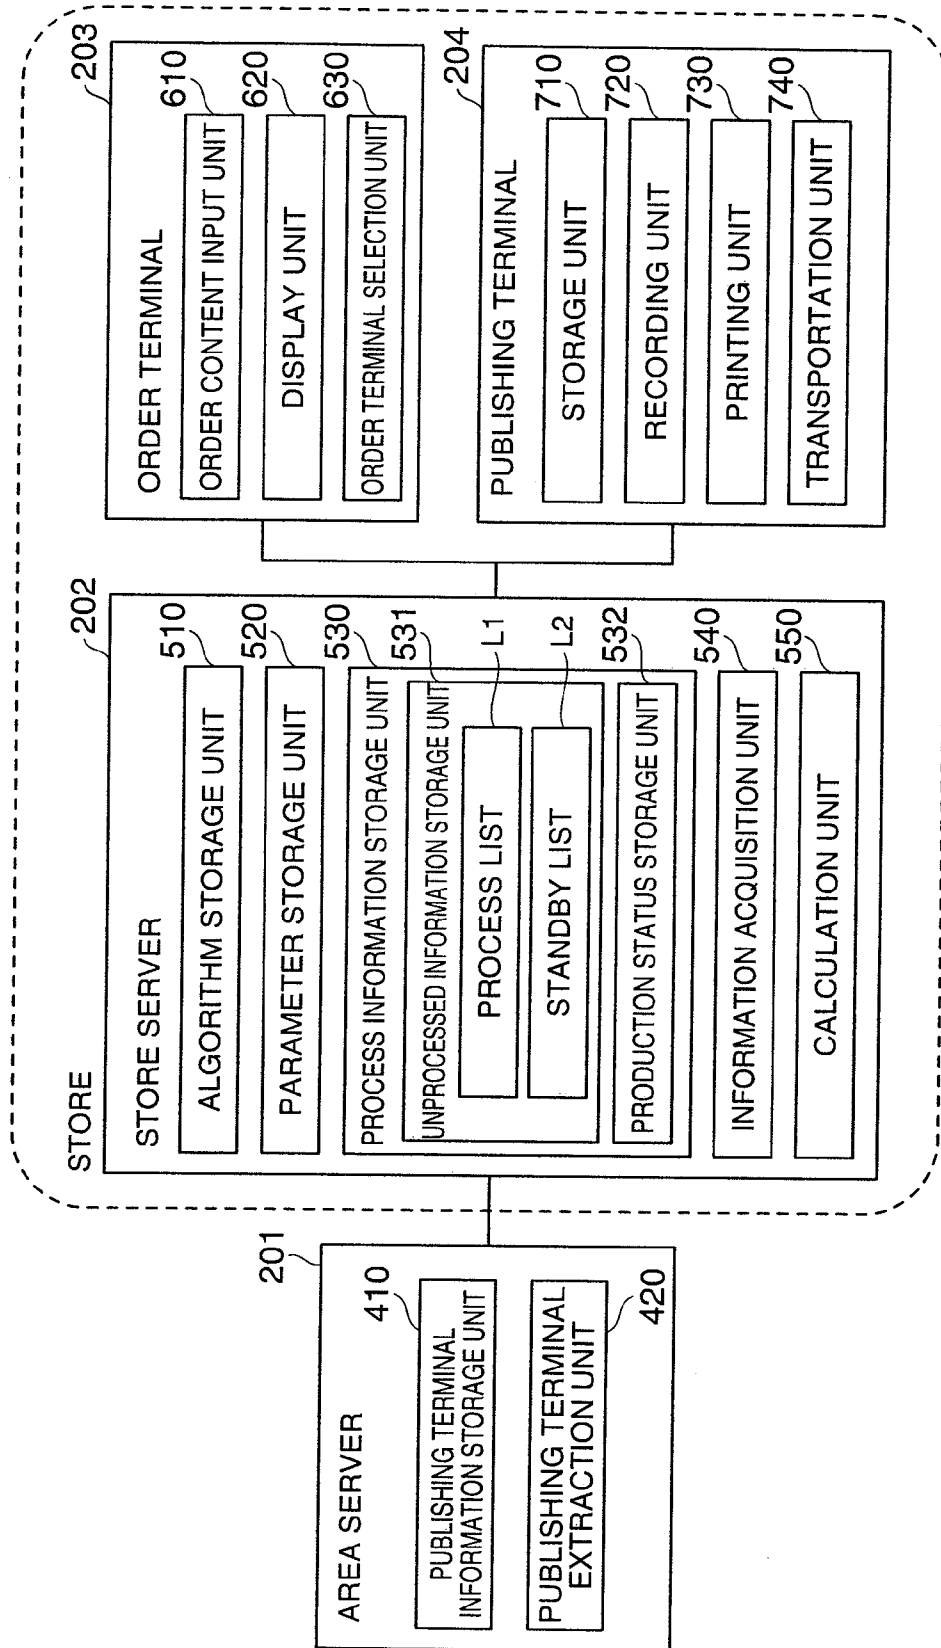 AREA SERVER
201
PUBLISHING TERMINAL
INFORMATION STORAGE UNIT
410
PUBLISHING TERMINAL
EXTRACTION UNIT
420
STORE
STORE SERVER
202
ALGORITHM STORAGE UNIT
510
PARAMETER STORAGE UNIT
520
PROCESS INFORMATION STORAGE UNIT
530
UNPROCESSED INFORMATION STORAGE UNIT
531
PROCESS LIST
L1
STANDBY LIST
L2
PRODUCTION STATUS STORAGE UNIT
532
INFORMATION ACQUISITION UNIT
540
CALCULATION UNIT
550
ORDER TERMINAL
203
ORDER CONTENT INPUT UNIT
610
DISPLAY UNIT
620
ORDER TERMINAL SELECTION UNIT
630
PUBLISHING TERMINAL
204
STORAGE UNIT
710
RECORDING UNIT
720
PRINTING UNIT
730
TRANSPORTATION UNIT
740